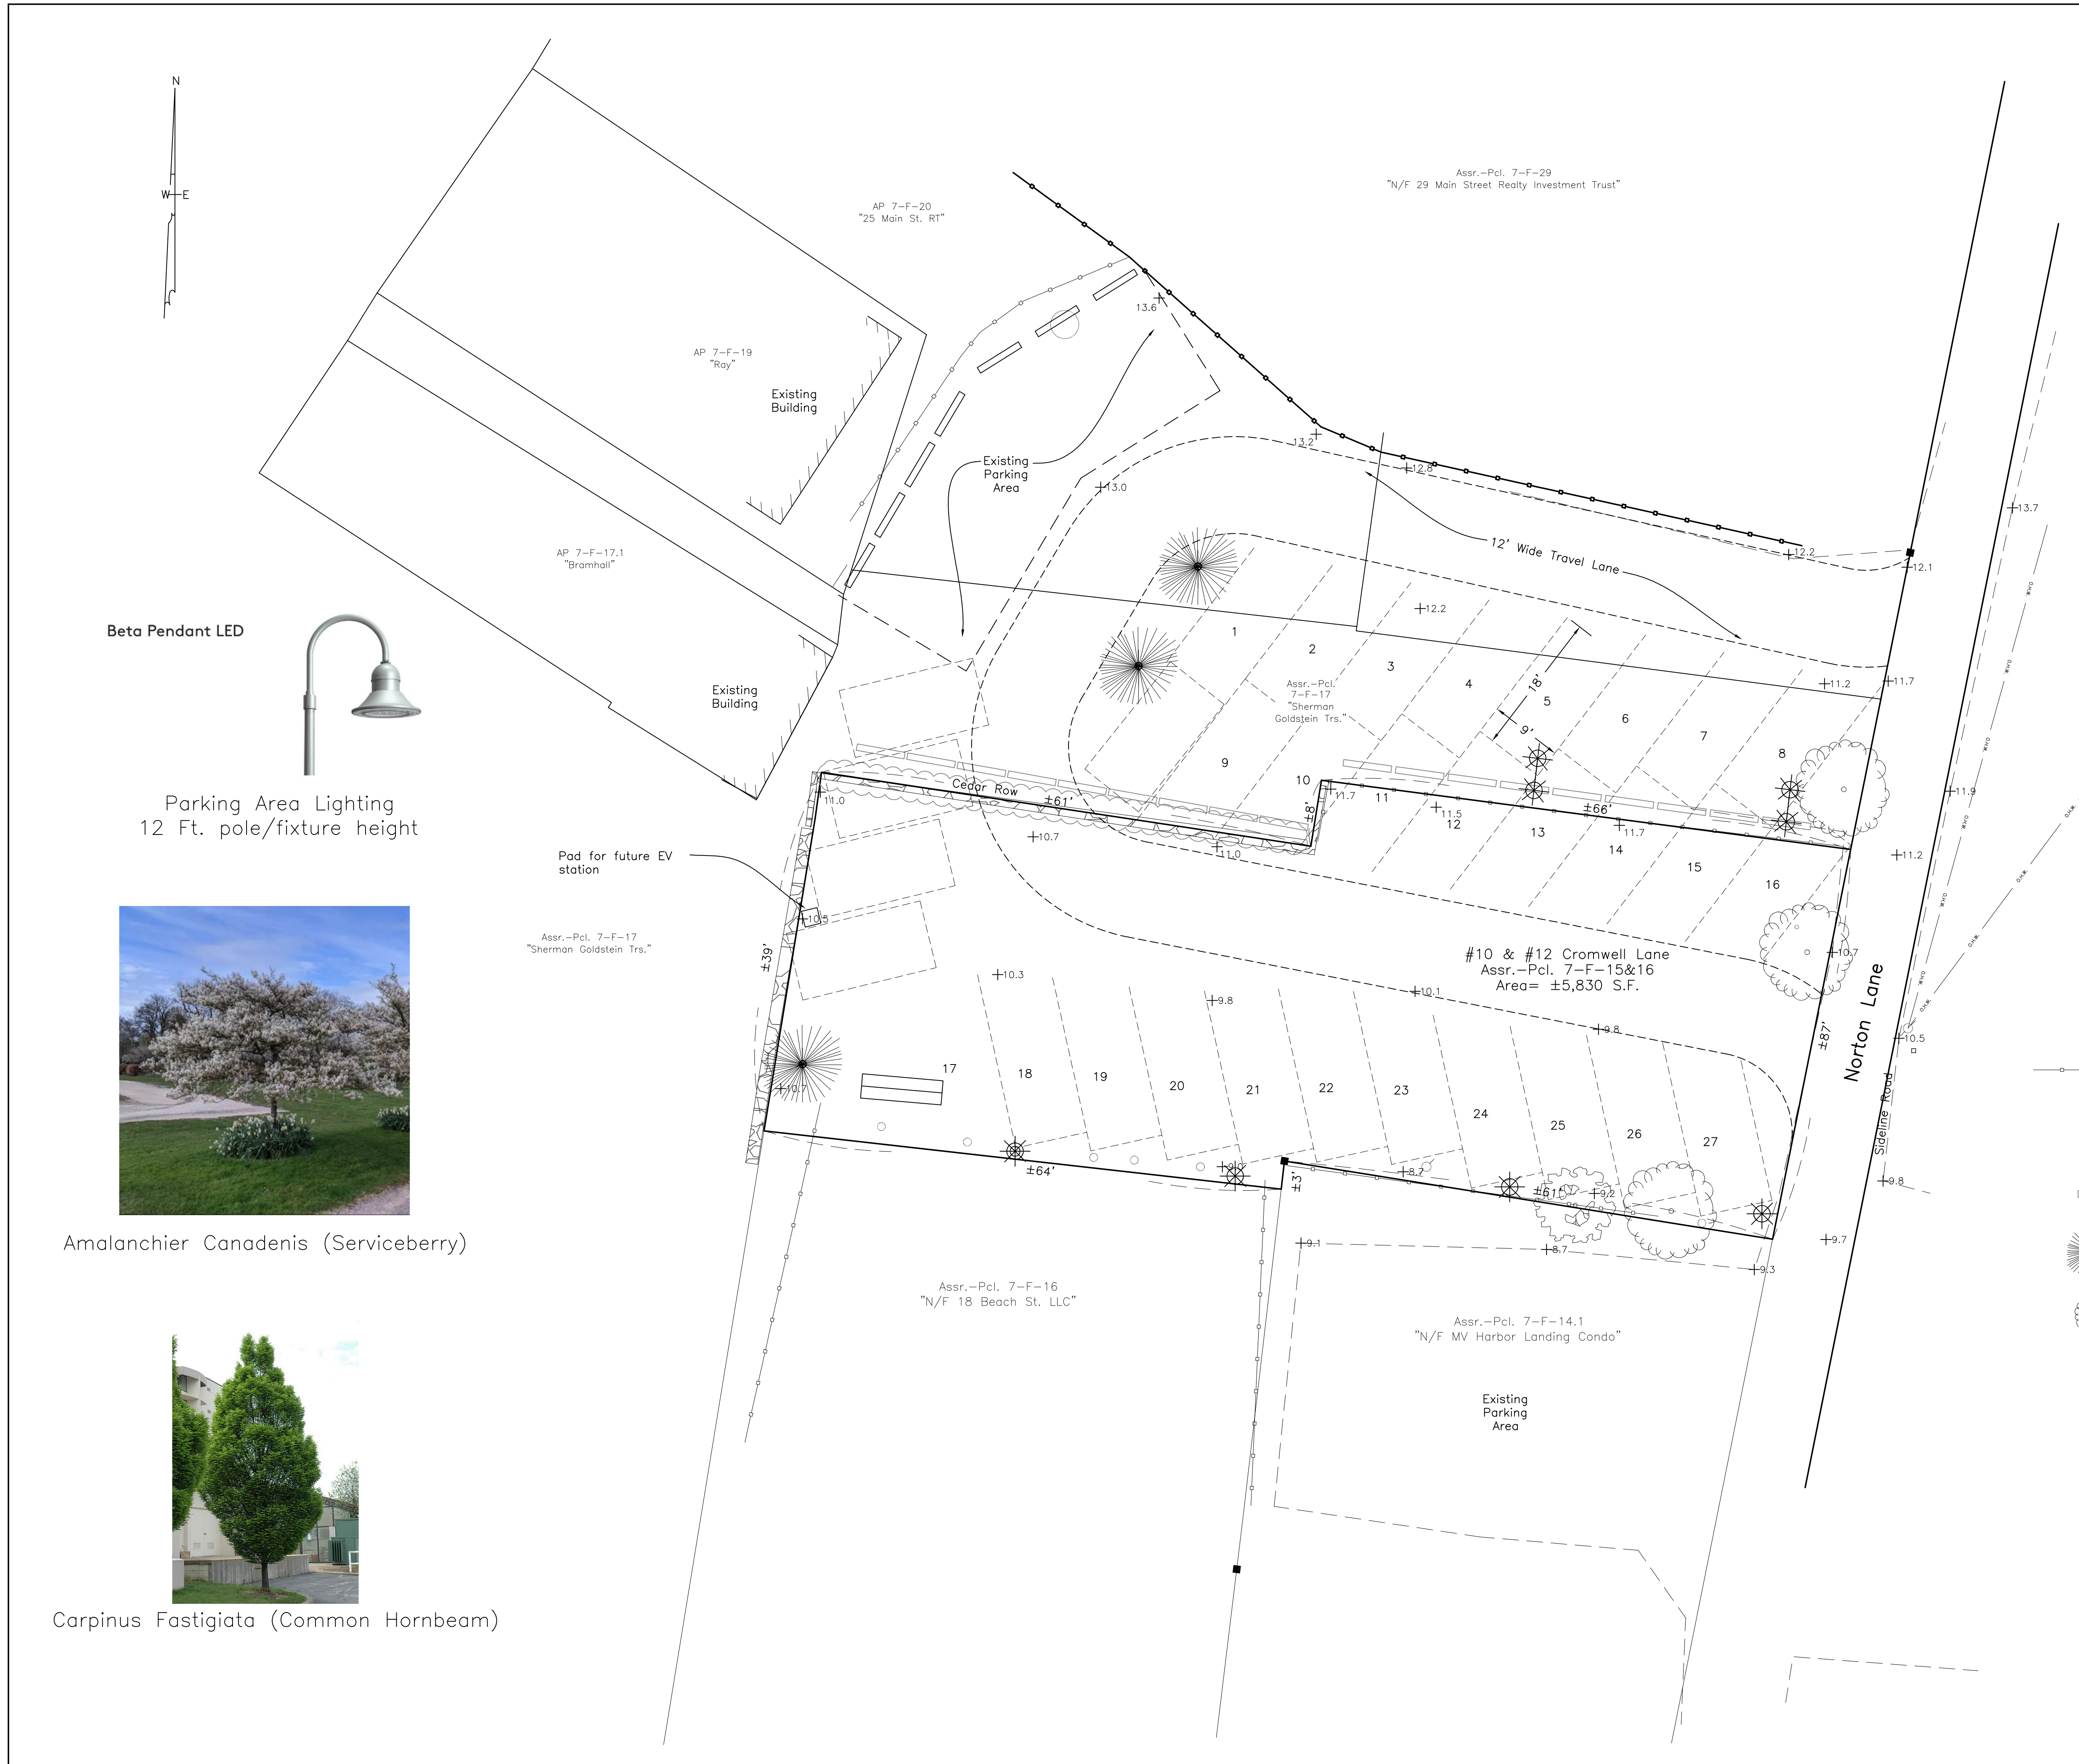 N
W E
Assr.-Pcl. 7-F-29
"N/F 29 Main Street Realty Investment Trust"
AP 7-F-20
"25 Main St. RT"
13.6
AP 7-F-19
"Ray"
Existing
Building
13.2
12.8
Existing
Parking
Area
13.0
13.7
12' Wide Travel Lane
12.2
12.1
AP 7-F-17.1
"Bramhall"
O.H.W.
Beta Pendant LED
12.2
1
2
3
4
5
6
7
8
9
10
18'
9'
Assr.-Pcl.
7-F-17
"Sherman
Goldstein Trs."
11.2
11.7
O.H.W.
Existing
Building
O.H.W.
Parking Area Lighting
12 Ft. pole/fixture height
11.0
Cedar Row
±61'
±8'
11.7
11
±66'
11.9
O.H.W.
11.5
12
13
11.7
14
15
16
10.7
11.0
11.2
Pad for future EV
station
O.H.W.
O.H.W.
10.5
Assr.-Pcl. 7-F-17
"Sherman Goldstein Trs."
±39'
#10 & #12 Cromwell Lane
Assr.-Pcl. 7-F-15&16
Area= ±5,830 S.F.
10.7
O.H.W.
O.H.W.
O.H.W.
10.3
9.8
10.1
9.8
Norton Lane
±87'
10.5
10.7
17
18
19
20
21
22
23
24
25
26
27
Sideline Road
9.0
±64'
±3'
8.7
±61'
9.2
9.8
Amalanchier Canadenis (Serviceberry)
9.1
8.7
9.3
9.7
Assr.-Pcl. 7-F-16
"N/F 18 Beach St. LLC"
Assr.-Pcl. 7-F-14.1
"N/F MV Harbor Landing Condo"
Existing
Parking
Area
Carpinus Fastigiata (Common Hornbeam)